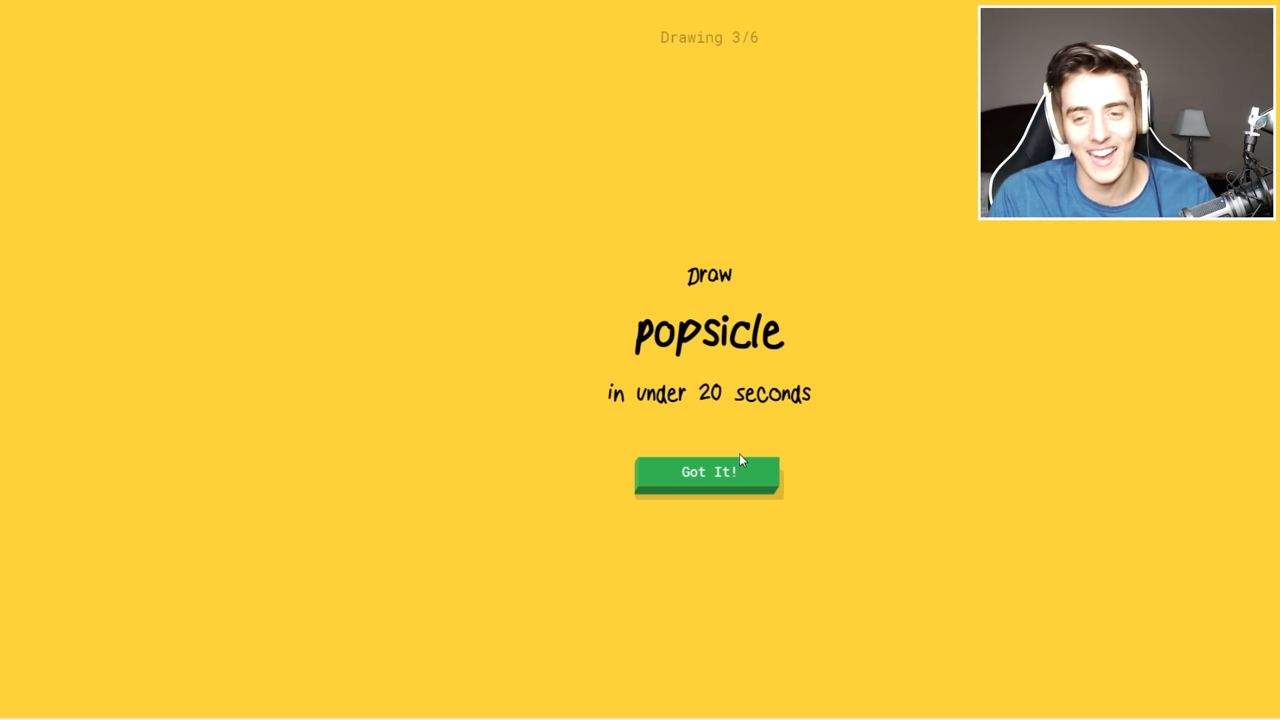 Drawing 3/6
Draw
popsicle
in under 20 seconds
Got It!